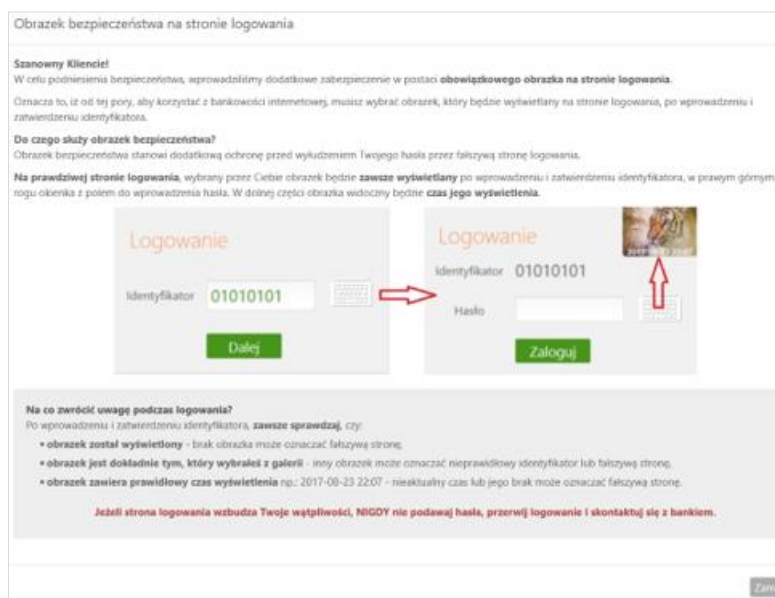 Obrazek bezpieczeństwa na stronie logowania
Szanowny Kliencie!
W celu podniesienia bezpieczeństwa, wprowadziliśmy dodatkowe zabezpieczenie w postaci obowiązkowego obrazka na stronie logowania.
Oznacza to, iż od tej pory, aby korzystać z bankowości internetowej, musisz wybrać obrazek, który będzie wyświetlany na stronie logowania, po wprowadzeniu i
zatwierdzeniu identyfikatora.
Do czego służy obrazek bezpieczeństwa?
Obrazek bezpieczeństwa stanowi dodatkową ochronę przed wyłudzeniem Twojego hasła przez fałszywą stronę logowania.
Na prawdziwej stronie logowania, wybrany przez Ciebie obrazek będzie zawsze wyświetlany po wprowadzeniu i zatwierdzeniu identyfikatora, w prawym górnym
rogu okienka z polem do wprowadzenia hasła. W dolnej części obrazka widoczny będzie czas jego wyświetlenia.
Logowanie
Identyfikator 01010101
Dalej
Logowanie
Identyfikator 01010101
Hasło
Zaloguj
Na co zwrócić uwagę podczas logowania?
Po wprowadzeniu i zatwierdzeniu identyfikatora, zawsze sprawdzaj, czy:
• obrazek został wyświetlony - brak obrazka może oznaczać fałszywą stronę,
• obrazek jest dokładnie tym, który wybrałeś z galerii - inny obrazek może oznaczać nieprawidłowy identyfikator lub fałszywą stronę,
• obrazek zawiera prawidłowy czas wyświetlenia np.: 2017-08-23 22:07 - nieaktualny czas lub jego brak może oznaczać fałszywą stronę.
Jeżeli strona logowania wzbudza Twoje wątpliwości, NIGDY nie podawaj hasła, przerwij logowanie i skontaktuj się z bankiem.